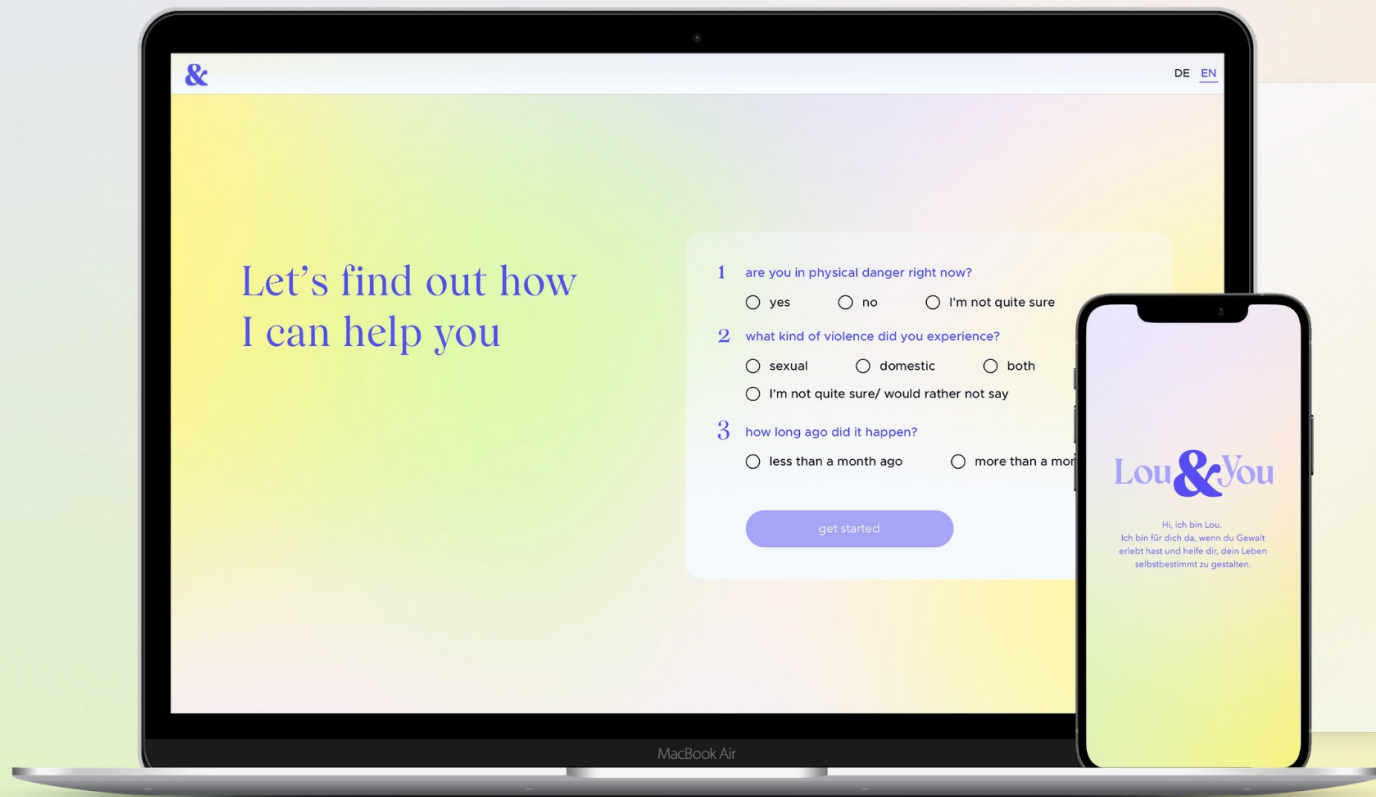 &
DE EN
Let's find out how
I can help you
1 are you in physical danger right now?
yes no I'm not quite sure
2 what kind of violence did you experience?
sexual domestic both
I'm not quite sure/ would rather not say
3 how long ago did it happen?
less than a month ago more than a mor
get started
MacBook Air
Lou&You
Hi, ich bin Lou.
Ich bin für dich da, wenn du Gewalt
erlebt hast und helfe dir, dein Leben
selbstbestimmt zu gestalten.